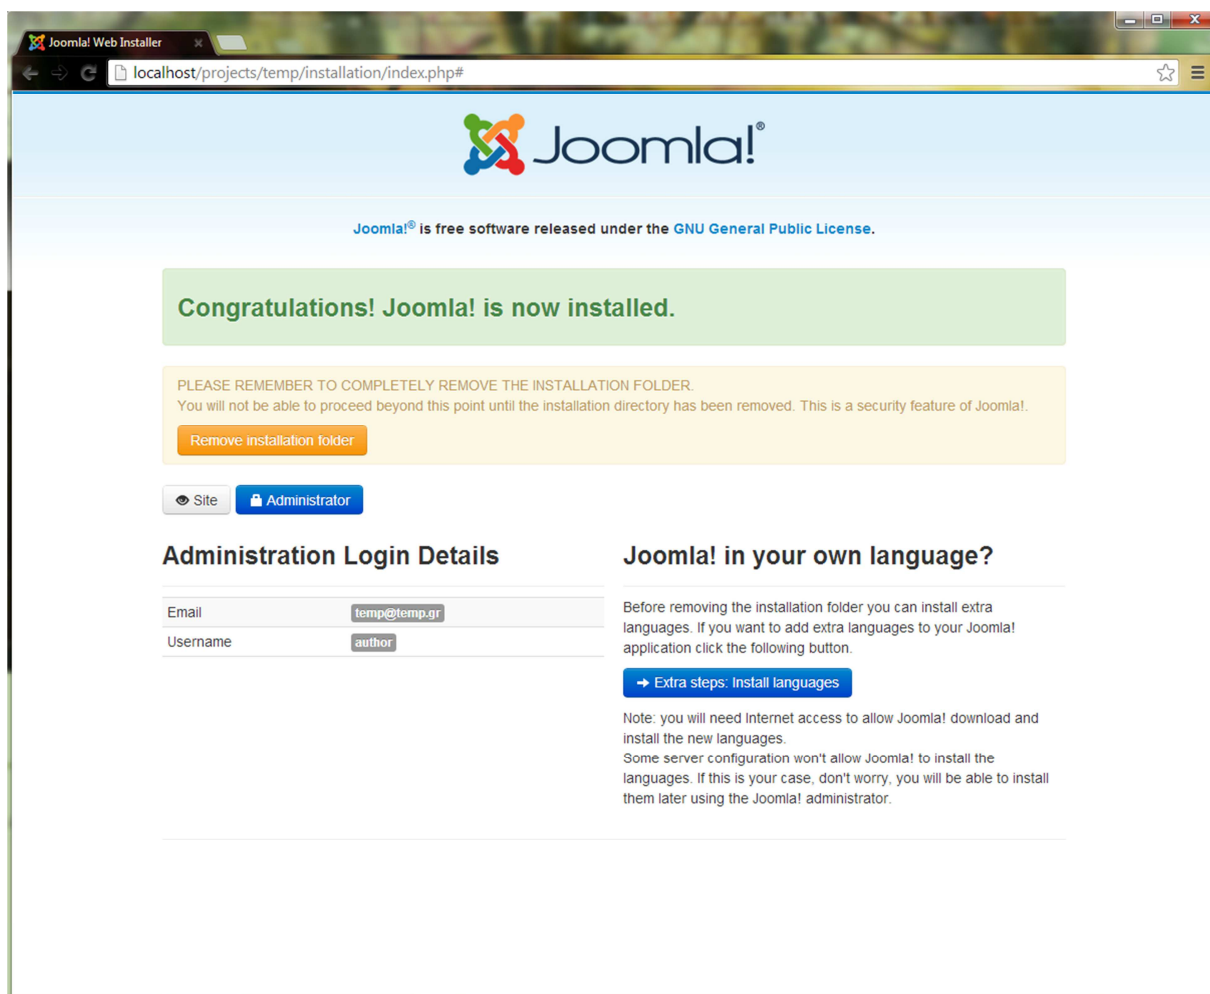 Joomla! Web Installer
localhost/projects/temp/installation/index.php#
Joomla!®
Joomla!® is free software released under the GNU General Public License.
Congratulations! Joomla! is now installed.
PLEASE REMEMBER TO COMPLETELY REMOVE THE INSTALLATION FOLDER.
You will not be able to proceed beyond this point until the installation directory has been removed. This is a security feature of Joomla!.
Remove installation folder
Site
Administrator
Administration Login Details
Email temp@temp.gr
Username author
Joomla! in your own language?
Before removing the installation folder you can install extra
languages. If you want to add extra languages to your Joomla!
application click the following button.
Extra steps: Install languages
Note: you will need Internet access to allow Joomla! download and
install the new languages.
Some server configuration won't allow Joomla! to install the
languages. If this is your case, don't worry, you will be able to install
them later using the Joomla! administrator.